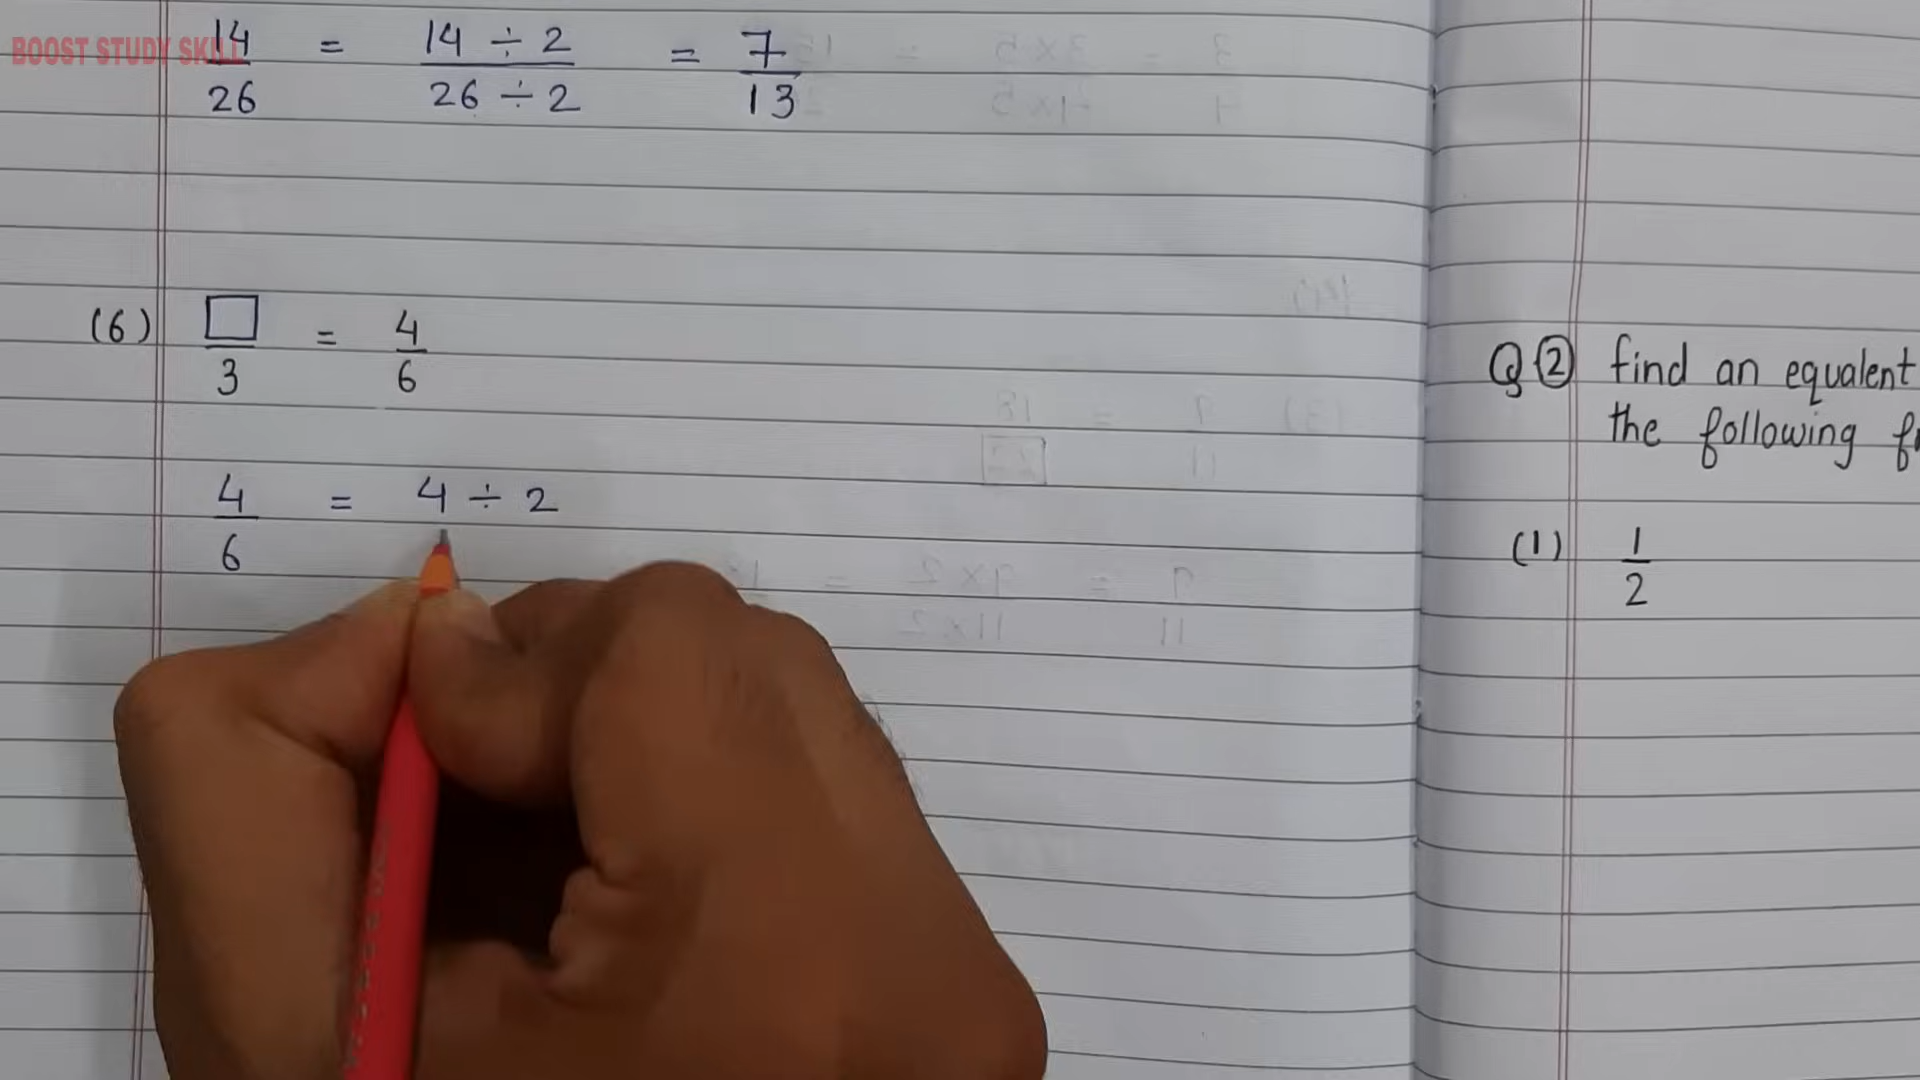 BOOST STUDY SKILL
14/26 = 14 ÷ 2/26 ÷ 2 = 7/13
(6) □/3 = 4/6
4/6 = 4 ÷ 2
Q② find an equalent
the following
(1) 1/2